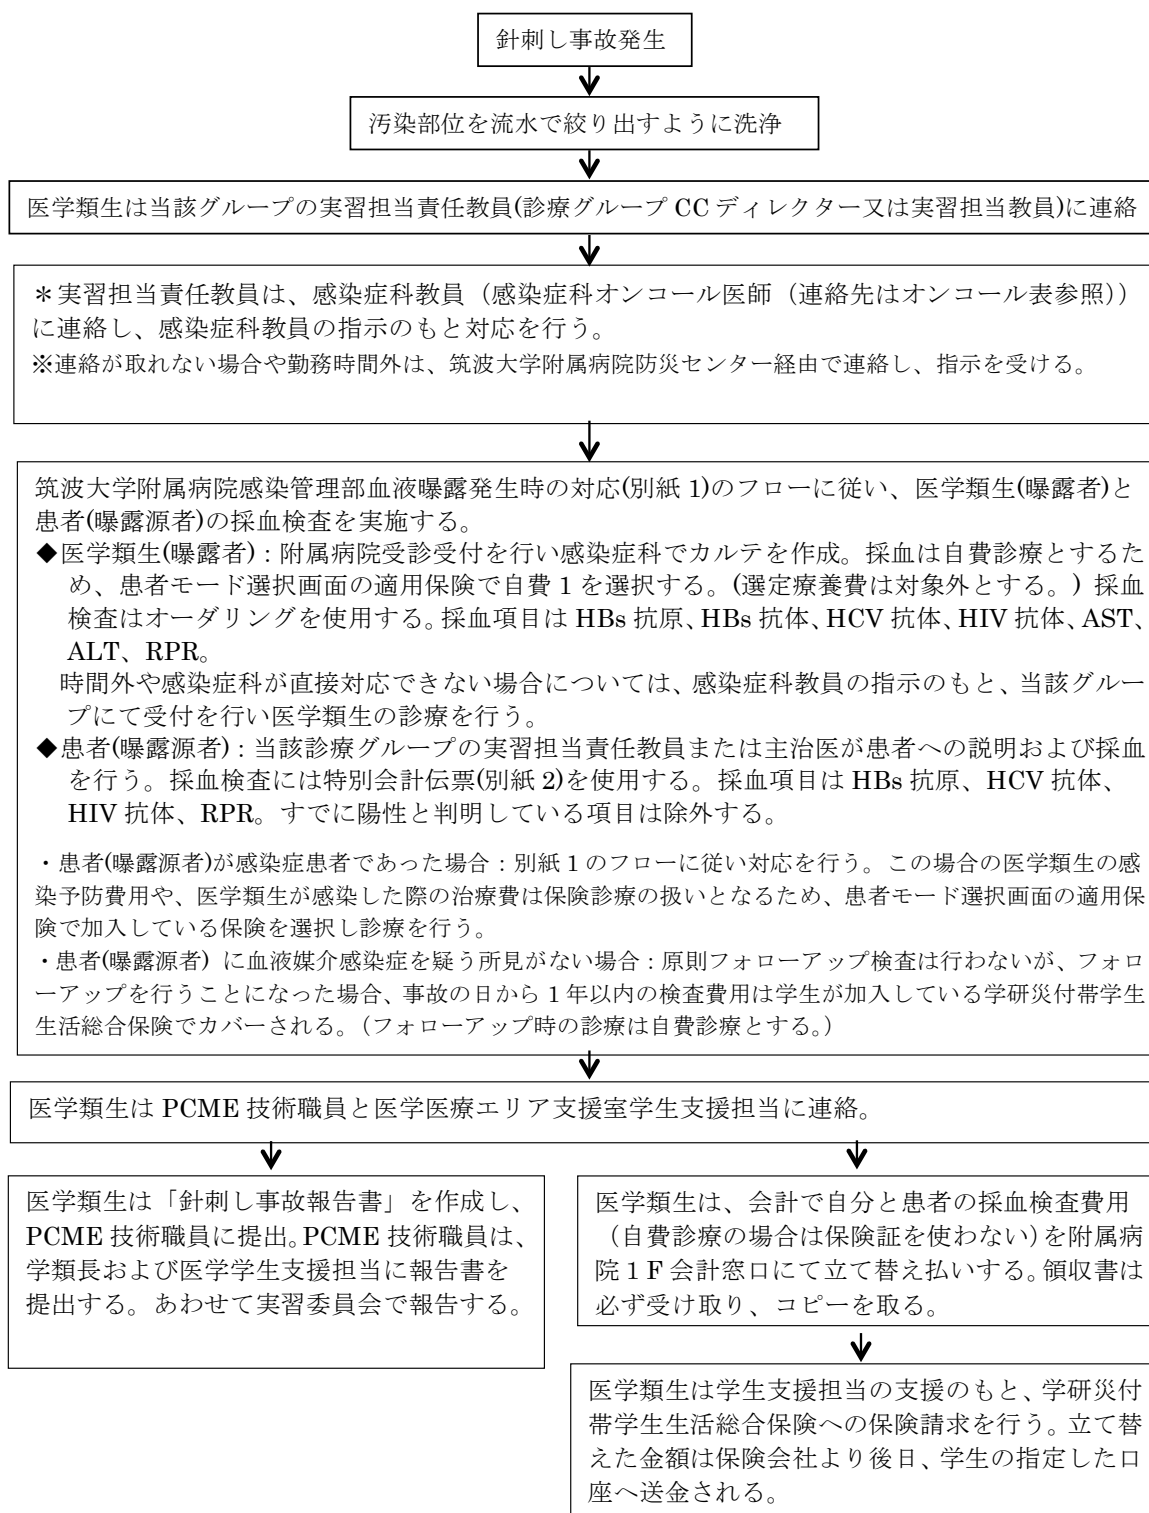 針刺し事故発生
汚染部位を流水で絞り出すように洗浄
医学類生は当該グループの実習担当責任教員(診療グループ CC ディレクター又は実習担当教員)に連絡
＊実習担当責任教員は、感染症科教員（感染症科オンコール医師（連絡先はオンコール表参照））
に連絡し、感染症科教員の指示のもと対応を行う。
※連絡が取れない場合や勤務時間外は、筑波大学附属病院防災センター経由で連絡し、指示を受ける。
筑波大学附属病院感染管理部血液曝露発生時の対応(別紙 1)のフローに従い、医学類生(曝露者)と
患者(曝露源者)の採血検査を実施する。
◆医学類生(曝露者)：附属病院受診受付を行い感染症科でカルテを作成。採血は自費診療とするた
め、患者モード選択画面の適用保険で自費 1 を選択する。(選定療養費は対象外とする。) 採血
検査はオーダリングを使用する。採血項目は HBs 抗原、HBs 抗体、HCV 抗体、HIV 抗体、AST、
ALT、RPR。
時間外や感染症科が直接対応できない場合については、感染症科教員の指示のもと、当該グルー
プにて受付を行い医学類生の診療を行う。
◆患者(曝露源者)：当該診療グループの実習担当責任教員または主治医が患者への説明および採血
を行う。採血検査には特別会計伝票(別紙 2)を使用する。採血項目は HBs 抗原、HCV 抗体、
HIV 抗体、RPR。すでに陽性と判明している項目は除外する。
・患者(曝露源者)が感染症患者であった場合：別紙 1 のフローに従い対応を行う。この場合の医学類生の感
染予防費用や、医学類生が感染した際の治療費は保険診療の扱いとなるため、患者モード選択画面の適用保
険で加入している保険を選択し診療を行う。
・患者(曝露源者) に血液媒介感染症を疑う所見がない場合：原則フォローアップ検査は行わないが、フォロ
ーアップを行うことになった場合、事故の日から 1 年以内の検査費用は学生が加入している学研災付帯学生
生活総合保険でカバーされる。（フォローアップ時の診療は自費診療とする。）
医学類生は PCME 技術職員と医学医療エリア支援室学生支援担当に連絡。
医学類生は「針刺し事故報告書」を作成し、
PCME 技術職員に提出。PCME 技術職員は、
学類長および医学学生支援担当に報告書を
提出する。あわせて実習委員会で報告する。
医学類生は、会計で自分と患者の採血検査費用
（自費診療の場合は保険証を使わない）を附属病
院１Ｆ会計窓口にて立て替え払いする。領収書は
必ず受け取り、コピーを取る。
医学類生は学生支援担当の支援のもと、学研災付
帯学生生活総合保険への保険請求を行う。立て替
えた金額は保険会社より後日、学生の指定した口
座へ送金される。